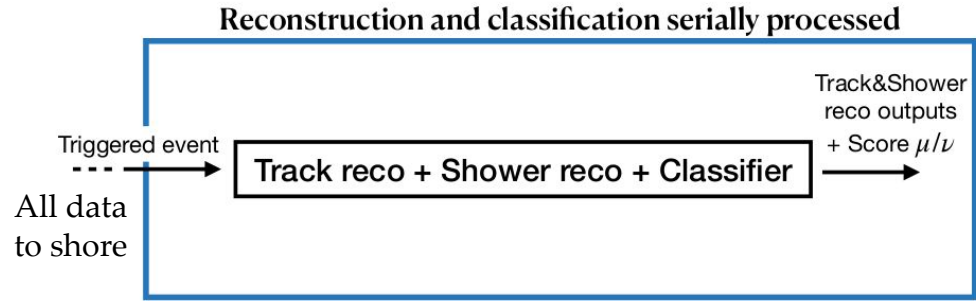 Reconstruction and classification serially processed
Triggered event
All data
to shore
Track reco + Shower reco + Classifier
Track&Shower
reco outputs
+ Score μ/ν